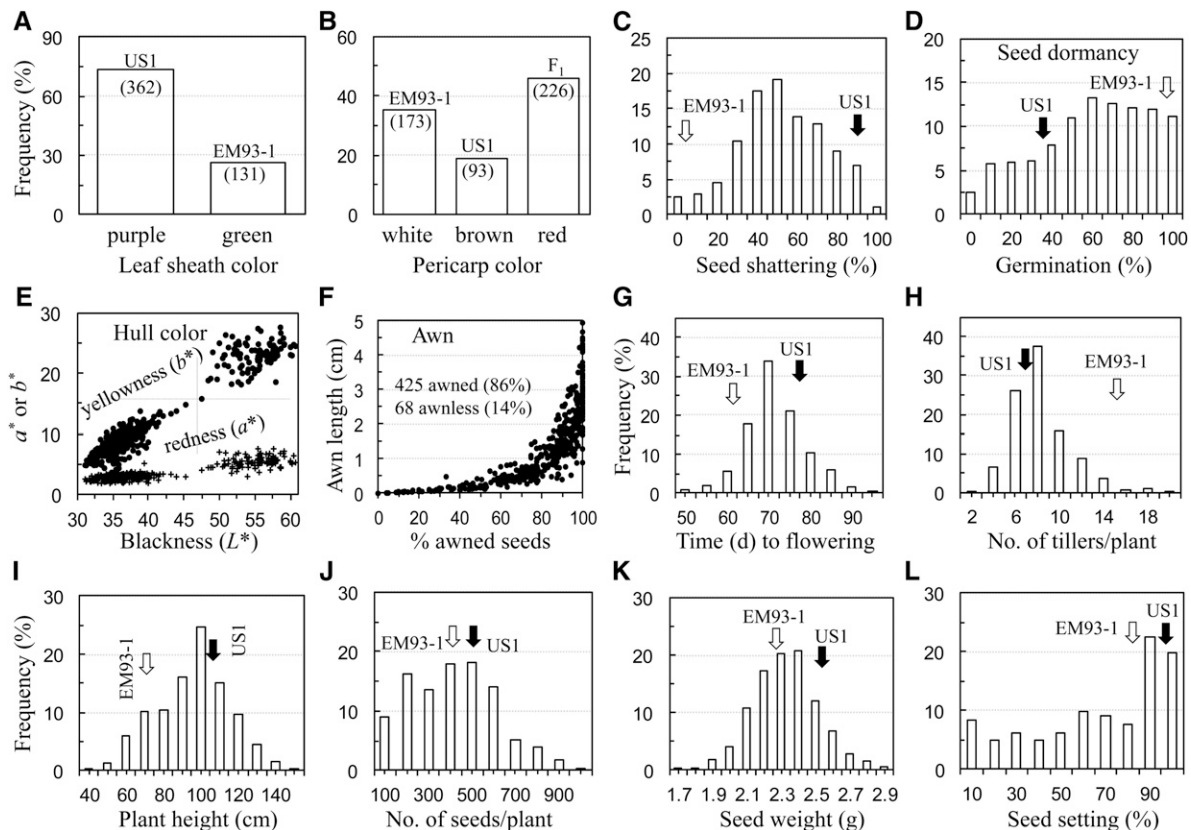 A
Frequency (%)
90
60
30
0
US1
(362)
EM93-1
(131)
purple green
Leaf sheath color
B
60
40
20
0
EM93-1
(173)
US1
(93)
F1
(226)
white brown red
Pericarp color
C
25
20
15
10
5
0
EM93-1
US1
0 20 40 60 80 100
Seed shattering (%)
D
20
15
10
5
0
Seed dormancy
EM93-1
US1
0 20 40 60 80 100
Germination (%)
E
a* or b*
30
20
10
0
Hull color
yellowness (b*)
redness (a*)
30 35 40 45 50 55 60
Blackness (L*)
F
Awn length (cm)
5
4
3
2
1
0
Awn
425 awned (86%)
68 awnless (14%)
0 20 40 60 80 100
% awned seeds
G
Frequency (%)
40
30
20
10
0
EM93-1
US1
50 60 70 80 90
Time (d) to flowering
H
40
30
20
10
0
US1
EM93-1
2 6 10 14 18
No. of tillers/plant
I
Frequency (%)
30
20
10
0
EM93-1
US1
40 60 80 100 120 140
Plant height (cm)
J
30
20
10
0
EM93-1
US1
100 300 500 700 900
No. of seeds/plant
K
30
20
10
0
EM93-1
US1
1.7 1.9 2.1 2.3 2.5 2.7 2.9
Seed weight (g)
L
30
20
10
0
US1
EM93-1
10 30 50 70 90
Seed setting (%)